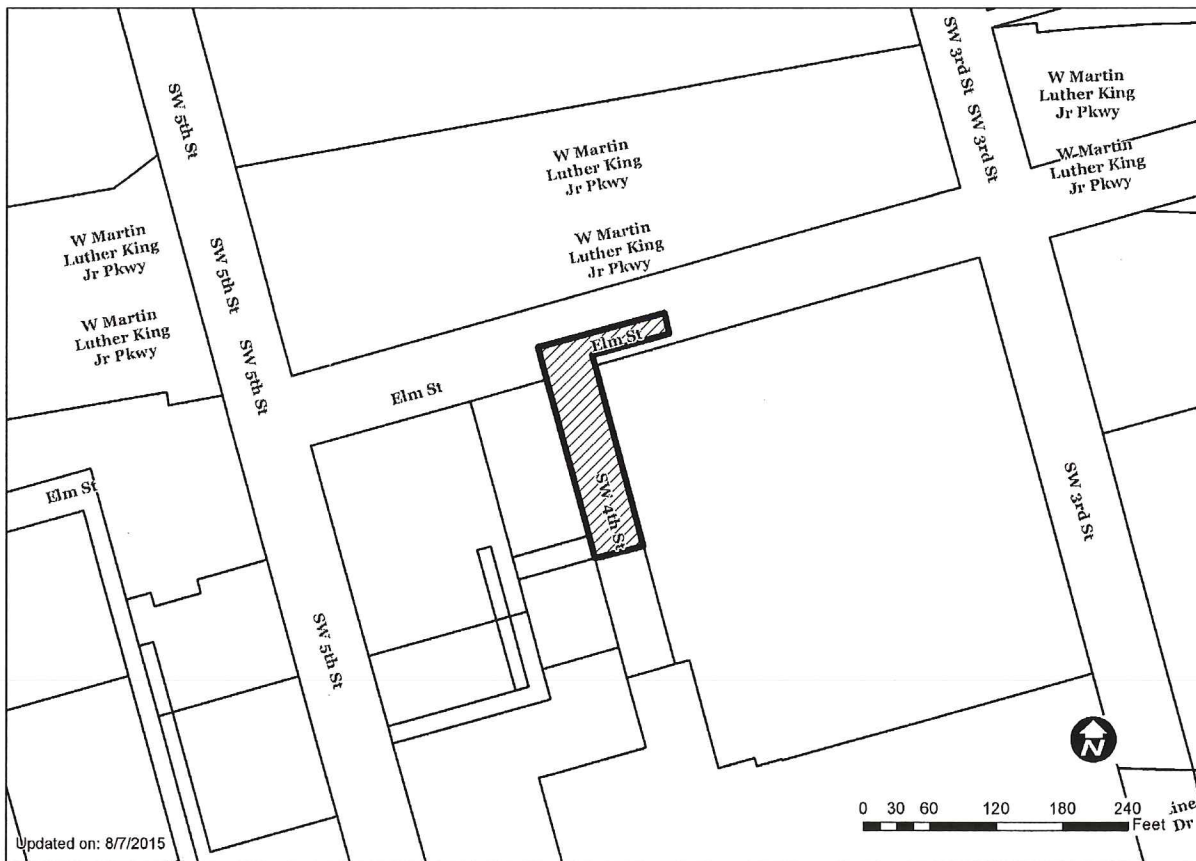 SW 5th St
SW 3rd St
SW 3rd St
W Martin
Luther King
Jr Pkwy
W Martin
Luther King
Jr Pkwy
W Martin
Luther King
Jr Pkwy
W Martin
Luther King
Jr Pkwy
W Martin
Luther King
Jr Pkwy
SW 5th St
W Martin
Luther King
Jr Pkwy
SW 5th St
Elm St
Elm St
Elm St
SW 4th St
SW 3rd St
SW 5th St
N
0 30 60 120 180 240
Feet
Dr
Updated on: 8/7/2015